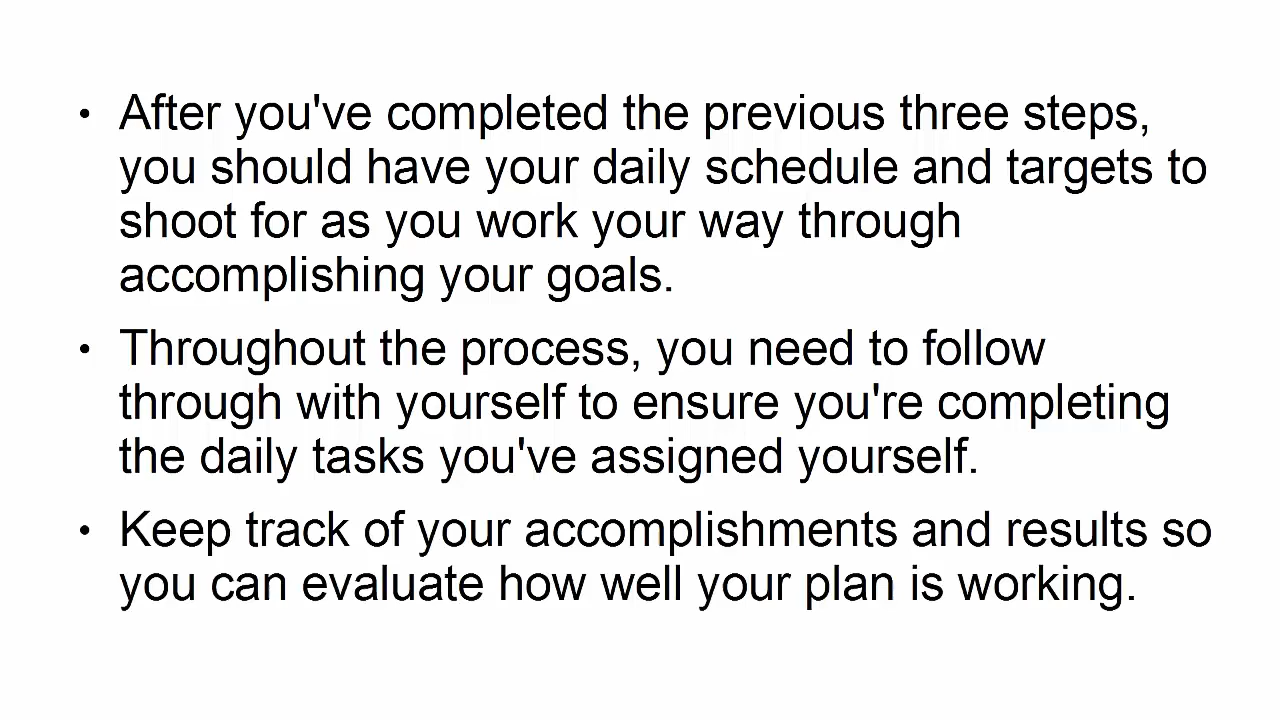 • After you've completed the previous three steps,
you should have your daily schedule and targets to
shoot for as you work your way through
accomplishing your goals.
• Throughout the process, you need to follow
through with yourself to ensure you're completing
the daily tasks you've assigned yourself.
• Keep track of your accomplishments and results so
you can evaluate how well your plan is working.